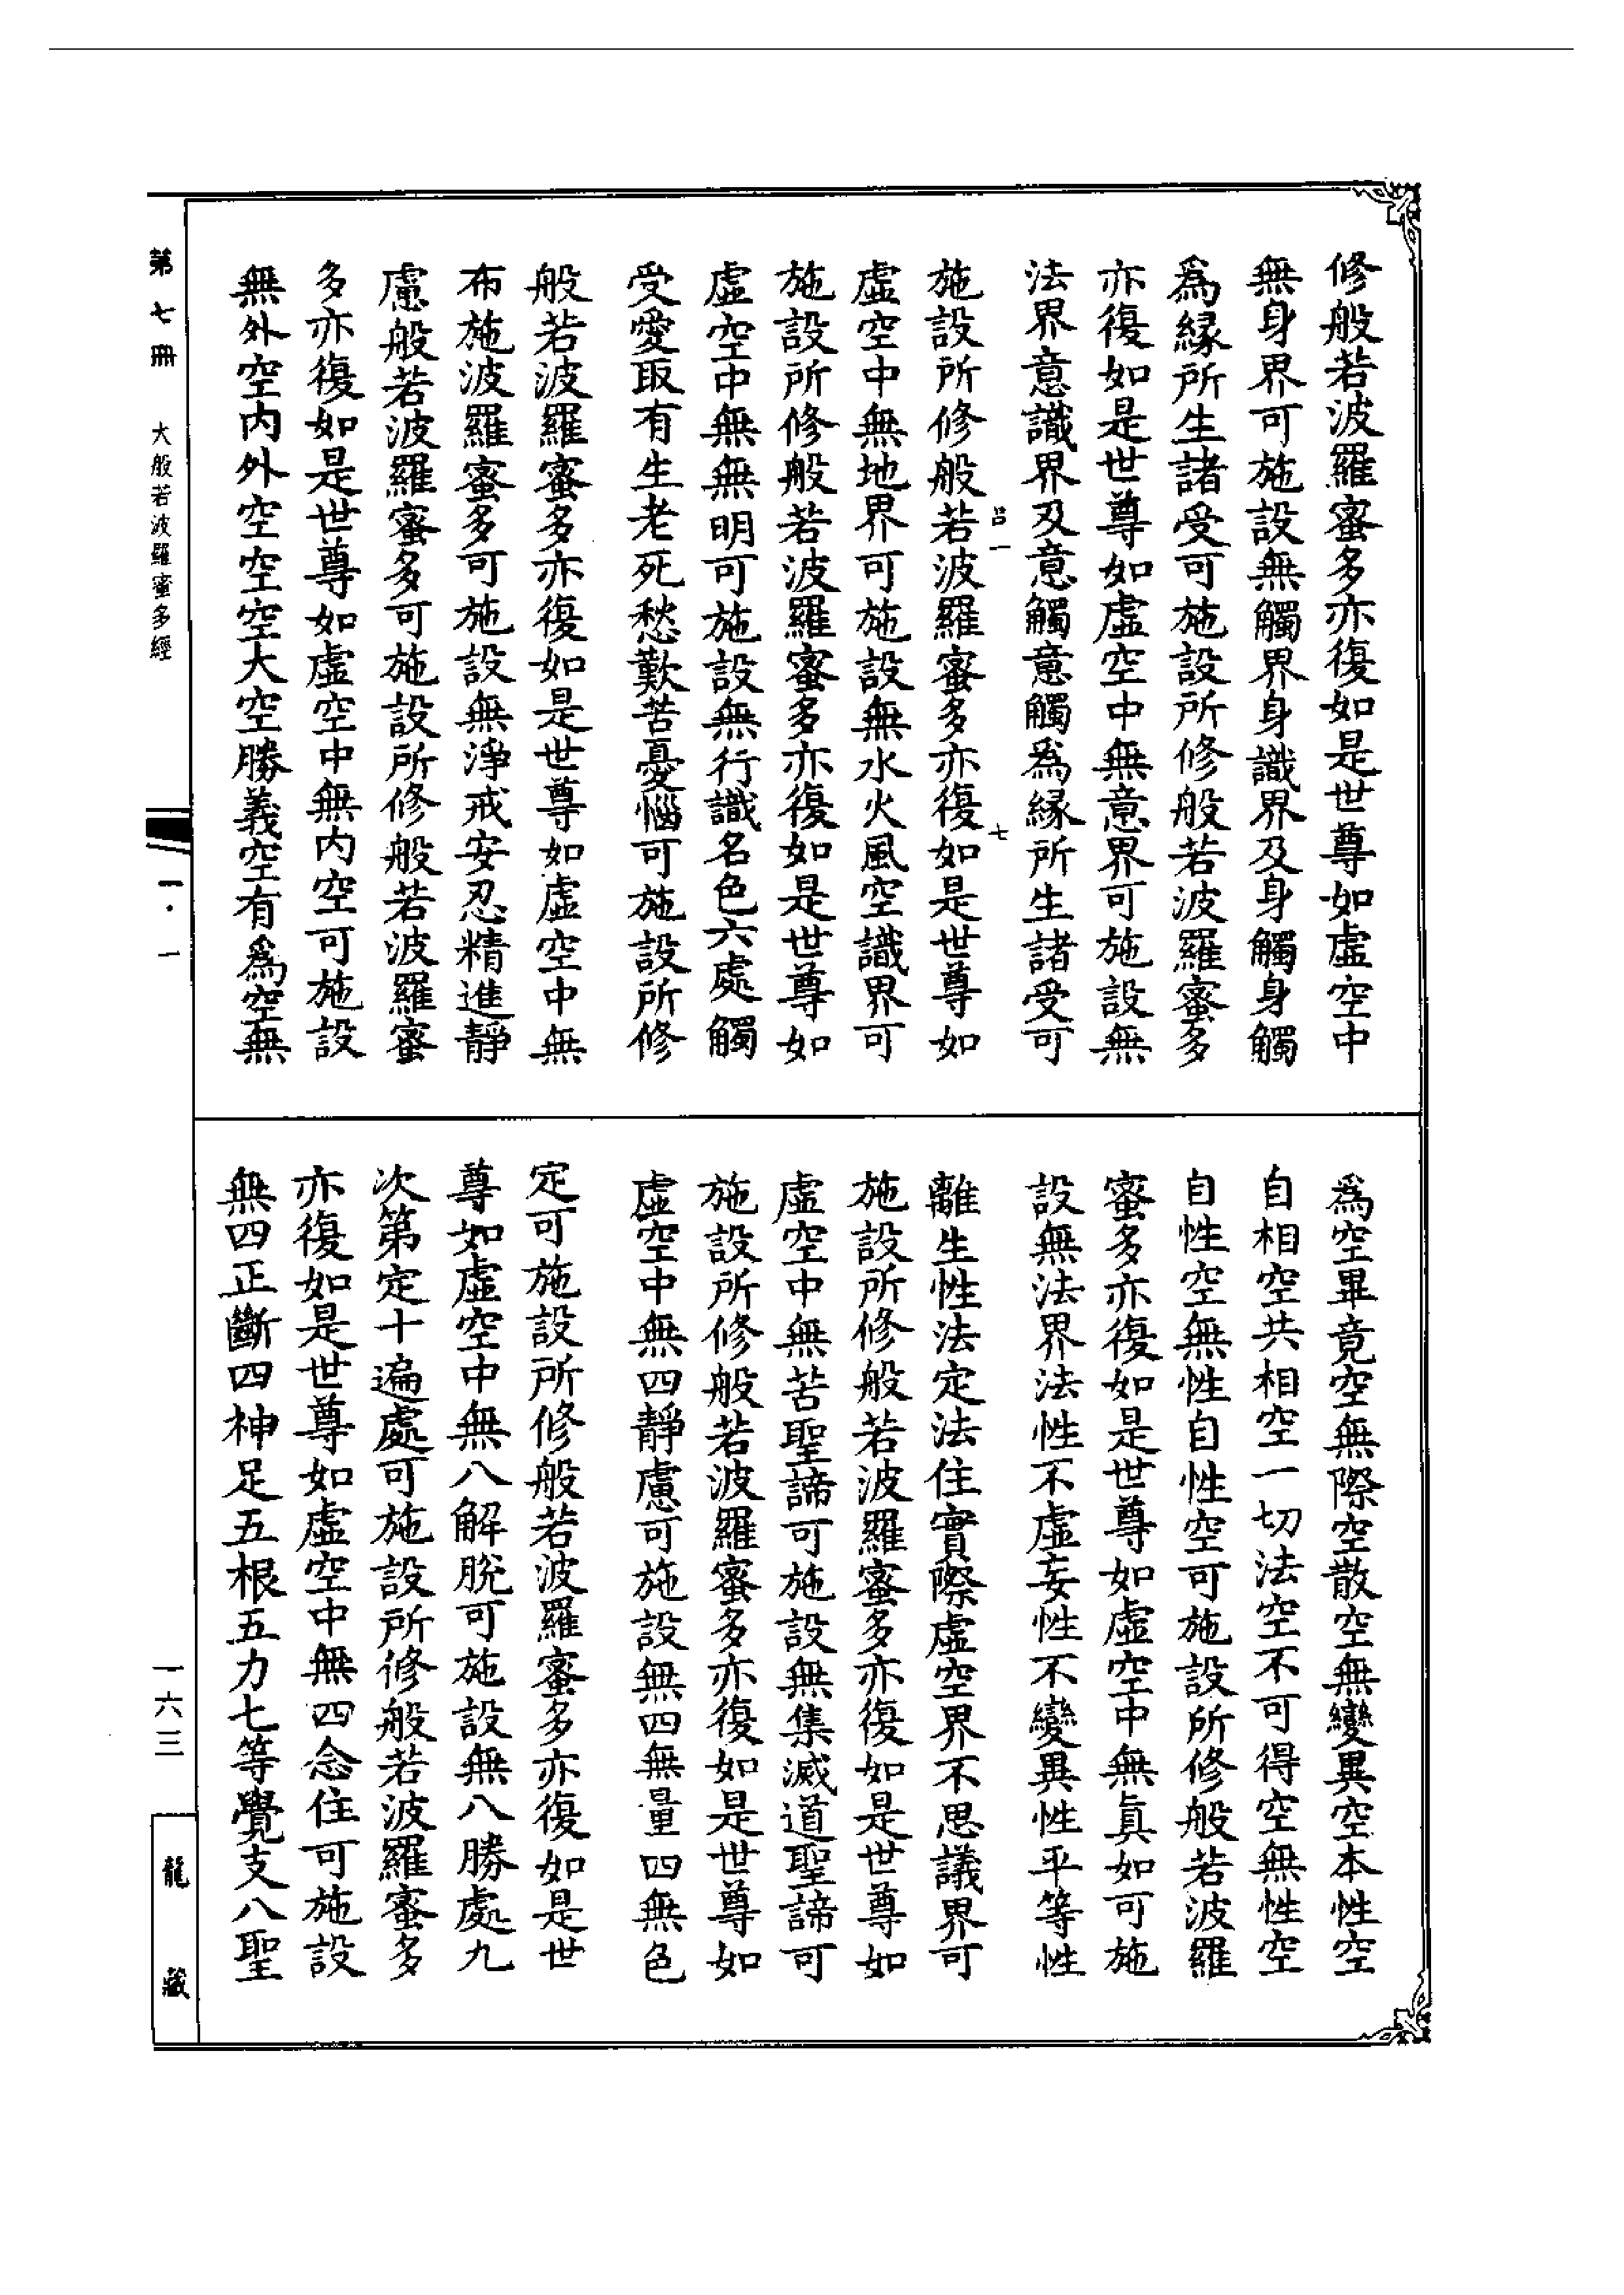 修般若波羅蜜多亦復如是世尊如虛空中
無身界可施設無觸界身識界及身觸身觸
爲緣所生諸受可施設所修般若波羅蜜多
亦復如是世尊如虛空中無意界可施設無
法界意識界及意觸意觸爲緣所生諸受可
呂一 七
施設所修般若波羅蜜多亦復如是世尊如
虛空中無地界可施設無水火風空識界可
施設所修般若波羅蜜多亦復如是世尊如
虛空中無無明可施設無行識名色六處觸
受愛取有生老死愁歎苦憂惱可施設所修
般若波羅蜜多亦復如是世尊如虛空中無
布施波羅蜜多可施設無淨戒安忍精進靜
慮般若波羅蜜多可施設所修般若波羅蜜
多亦復如是世尊如虛空中無內空可施設
無外空內外空空空大空勝義空有爲空無
爲空畢竟空無際空散空無變異空本性空
自相空共相空一切法空不可得空無性空
自性空無性自性空可施設所修般若波羅
蜜多亦復如是世尊如虛空中無眞如可施
設無法界法性不虛妄性不變異性平等性
離生性法定法住實際虛空界不思議界可
施設所修般若波羅蜜多亦復如是世尊如
虛空中無苦聖諦可施設無集滅道聖諦可
施設所修般若波羅蜜多亦復如是世尊如
虛空中無四靜慮可施設無四無量四無色
定可施設所修般若波羅蜜多亦復如是世
尊如虛空中無八解脫可施設無八勝處九
次第定十遍處可施設所修般若波羅蜜多
亦復如是世尊如虛空中無四念住可施設
無四正斷四神足五根五力七等覺支八聖
第七冊 大般若波羅蜜多經
一·一
一六三
龍藏